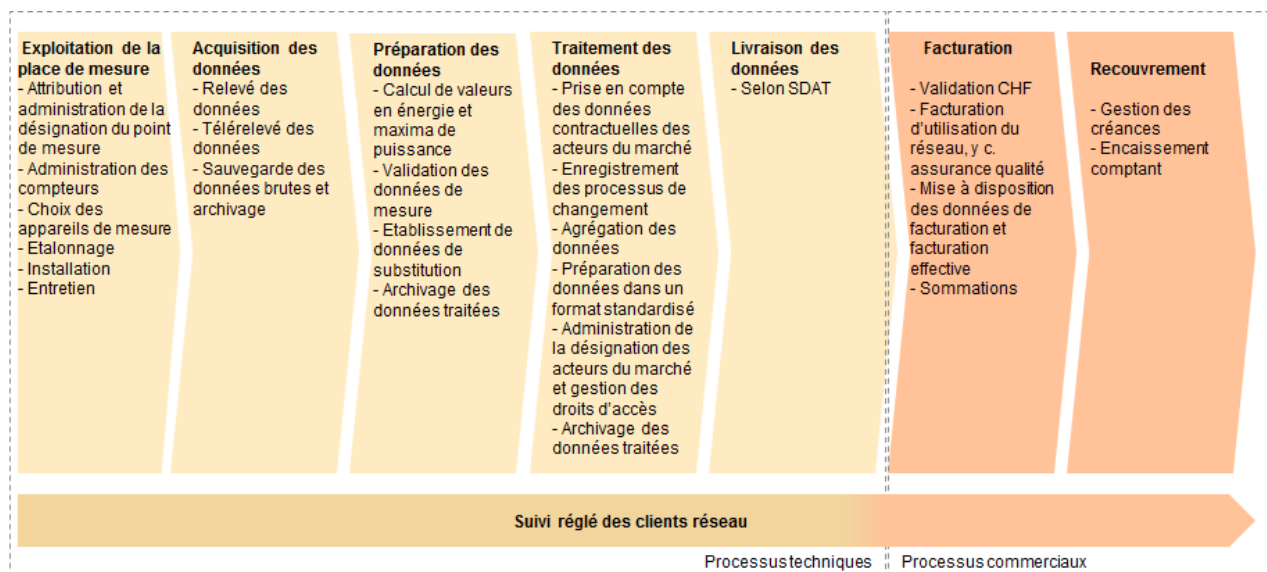 Exploitation de la
place de mesure
- Attribution et
administration de la
désignation du point
de mesure
- Administration des
compteurs
- Choix des
appareils de mesure
- Etalonnage
- Installation
- Entretien
Acquisition des
données
- Relevé des
données
- Télérelevé des
données
- Sauvegarde des
données brutes et
archivage
Préparation des
données
- Calcul de valeurs
en énergie et
maxima de
puissance
- Validation des
données de
mesure
- Etablissement de
données de
substitution
- Archivage des
données traitées
Traitement des
données
- Prise en compte
des données
contractuelles des
acteurs du marché
- Enregistrement
des processus de
changement
- Agrégation des
données
- Préparation des
données dans un
format standardisé
- Administration de
la désignation des
acteurs du marché
et gestion des
droits d'accès
- Archivage des
données traitées
Livraison des
données
- Selon SDAT
Facturation
- Validation CHF
- Facturation
d'utilisation du
réseau, y c.
assurance qualité
- Mise à disposition
des données de
facturation et
facturation
effective
- Sommations
Recouvrement
- Gestion des
créances
- Encaissement
comptant
Suivi réglé des clients réseau
Processus techniques
Processus commerciaux